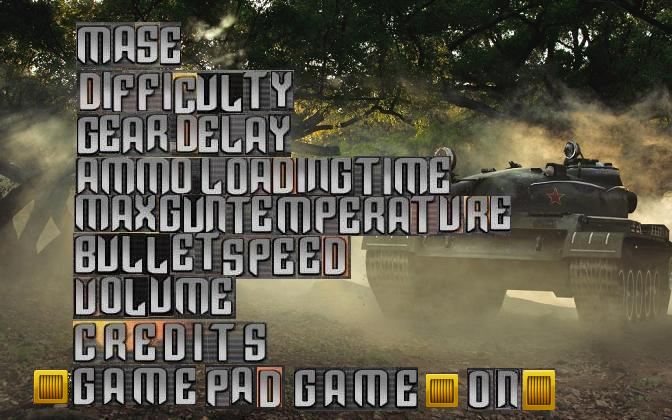 MASE
DIFFICULTY
GEAR DELAY
AMMO LOADINGTIME
MAXGUNTEMPERATURE
BULLETSPEED
VOLUME
CREDITS
GAME PAD GAME ON